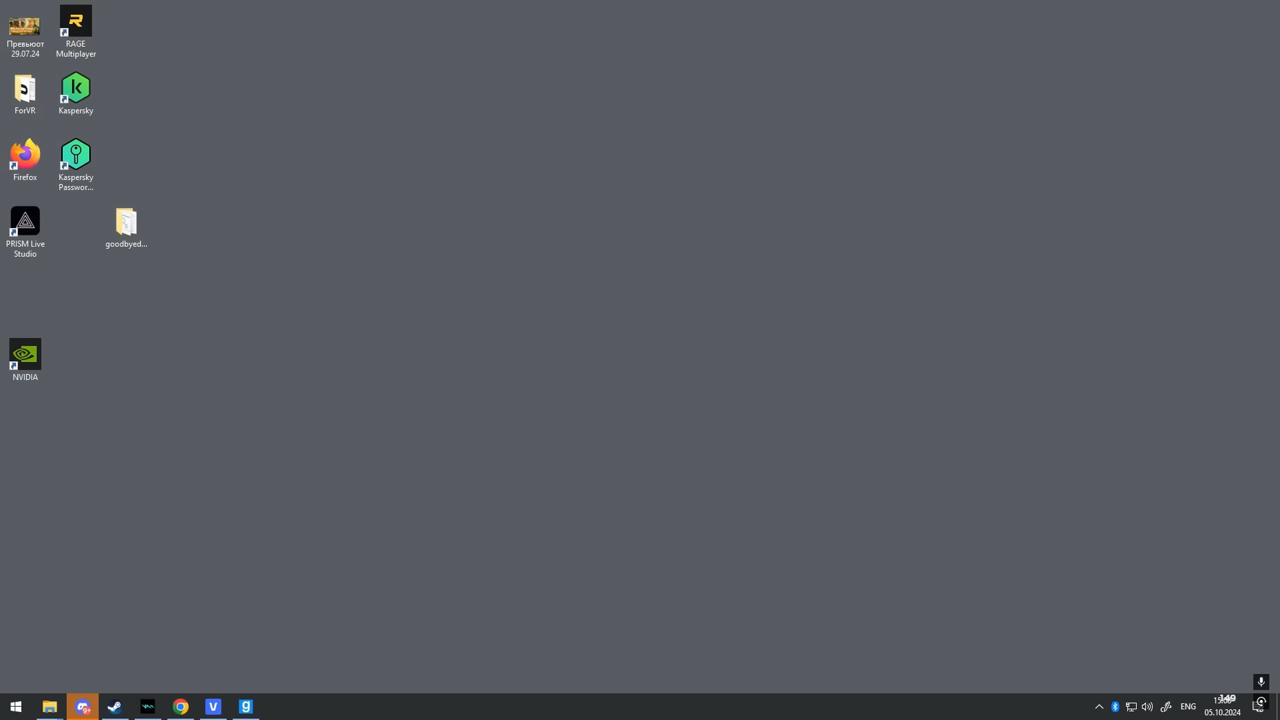 Превьюот
29.07.24
RAGE
Multiplayer
ForVR
Kaspersky
Firefox
Kaspersky
Passwor...
PRISM Live
Studio
goodbyed...
NVIDIA
ENG
149
05.10.2024